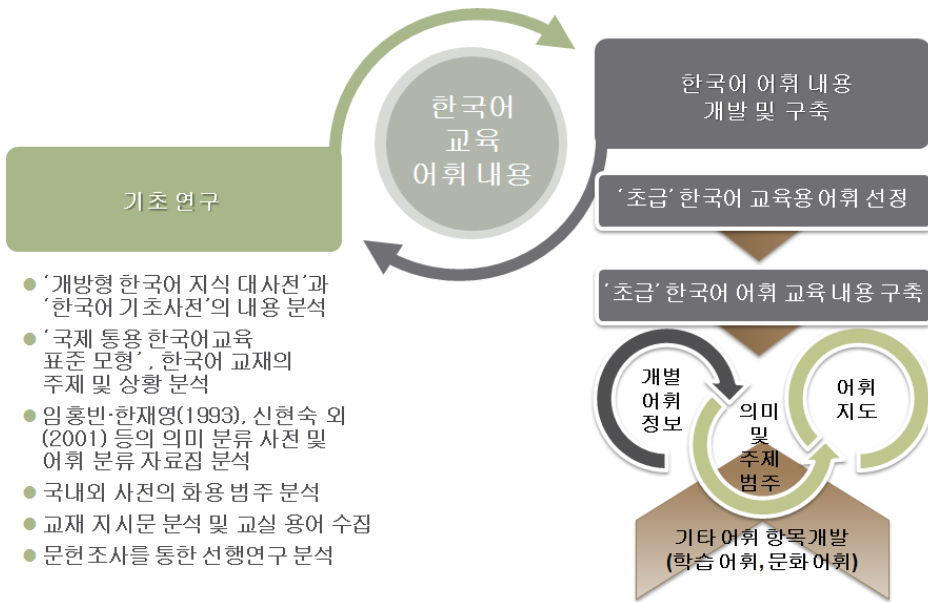 한국어
교육
어휘 내용
기초 연구
'개방형 한국어 지식 대사전'과
'한국어 기초사전'의 내용 분석
'국제 통용 한국어교육
표준 모형', 한국어 교재의
주제 및 상황 분석
임홍빈·한재영(1993), 신현숙 외
(2001) 등의 의미 분류 사전 및
어휘 분류 자료집 분석
국내외 사전의 화용 범주 분석
교재 지시문 분석 및 교실 용어 수집
문헌조사를 통한 선행연구 분석
한국어 어휘 내용
개발 및 구축
'초급' 한국어 교육용 어휘 선정
'초급' 한국어 어휘 교육 내용 구축
개별
어휘
정보
의미
및
주제
범주
어휘
지도
기타 어휘 항목개발
(학습 어휘, 문화 어휘)